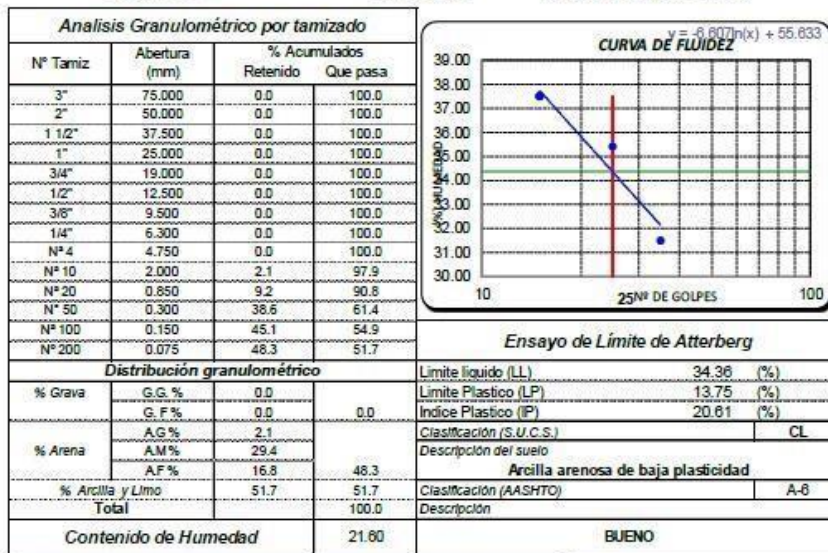 Analisis Granulométrico por tamizado
N° Tamiz Abertura (mm) % Acumulados
Retenido Que pasa
3" 75.000 0.0 100.0
2" 50.000 0.0 100.0
1 1/2" 37.500 0.0 100.0
1" 25.000 0.0 100.0
3/4" 19.000 0.0 100.0
1/2" 12.500 0.0 100.0
3/8" 9.500 0.0 100.0
1/4" 6.300 0.0 100.0
Nª 4 4.750 0.0 100.0
Nª 10 2.000 2.1 97.9
Nª 20 0.850 9.2 90.8
N° 50 0.300 38.6 61.4
Nª 100 0.150 45.1 54.9
Nª 200 0.075 48.3 51.7
Distribución granulométrico
% Grava G.G. % 0.0
G. F % 0.0 0.0
A.G % 2.1
% Arena A.M % 29.4
A.F % 16.8 48.3
% Arcilla y Limo 51.7 51.7
Total 100.0
Contenido de Humedad 21.60
y = -6.607ln(x) + 55.633
CURVA DE FLUIDEZ
39.00
38.00
37.00
36.00
35.00
34.00
33.00
32.00
31.00
30.00
(%) HUMEDAD
10 25 Nº DE GOLPES 100
Ensayo de Límite de Atterberg
Limite liquido (LL) 34.36 (%)
Limite Plastico (LP) 13.75 (%)
Indice Plastico (IP) 20.61 (%)
Clasificación (S.U.C.S.) CL
Descripción del suelo
Arcilla arenosa de baja plasticidad
Clasificación (AASHTO) A-6
Descripción
BUENO